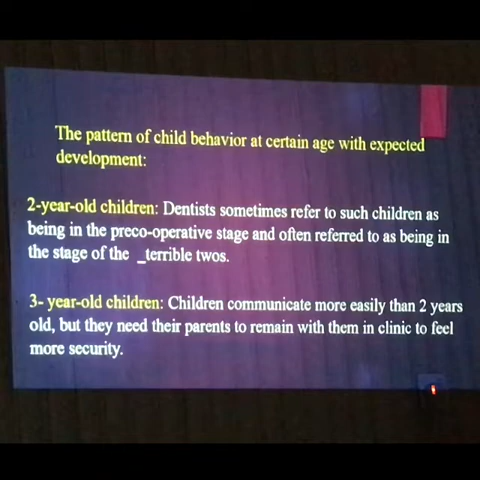 The pattern of child behavior at certain age with expected
development:
2-year-old children: Dentists sometimes refer to such children as
being in the preco-operative stage and often referred to as being in
the stage of the _terrible twos.
3- year-old children: Children communicate more easily than 2 years
old, but they need their parents to remain with them in clinic to feel
more security.